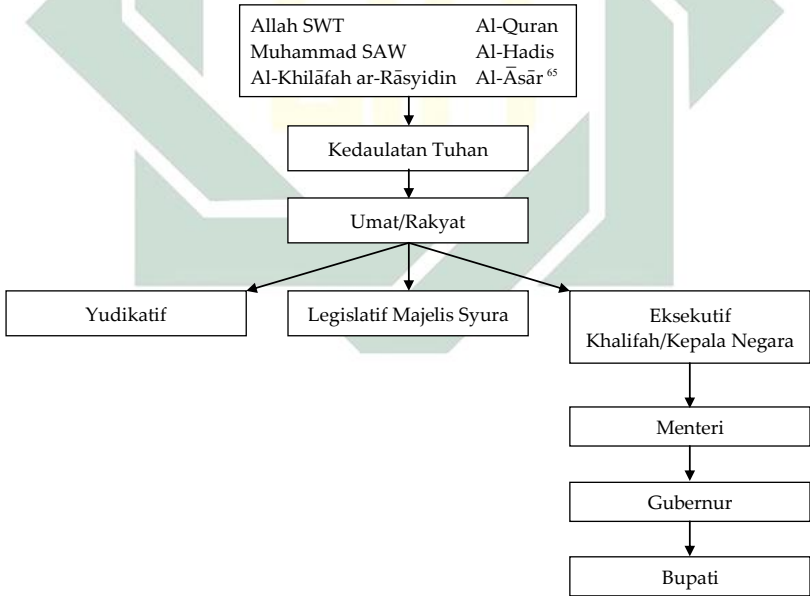 Allah SWT Al-Quran
Muhammad SAW Al-Hadis
Al-Khilāfah ar-Rāsyidin Al-Āsār 65
Kedaulatan Tuhan
Umat/Rakyat
Yudikatif
Legislatif Majelis Syura
Eksekutif
Khalifah/Kepala Negara
Menteri
Gubernur
Bupati